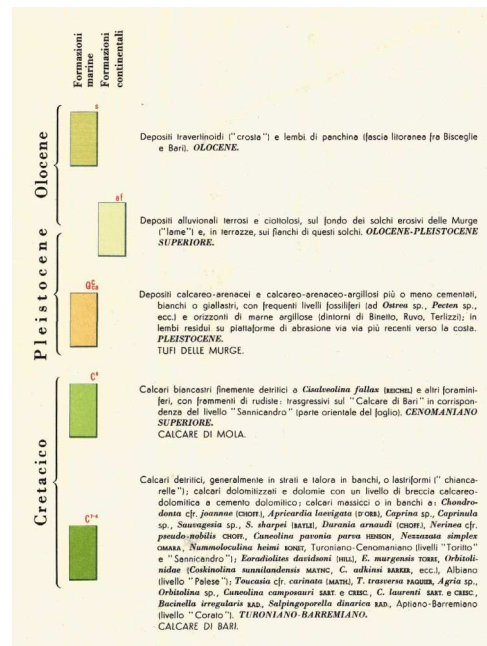 Formazioni marine
Formazioni continentali
Olocene
Pleistocene
Cretacico
s
Depositi travertinoidi ("crosta") e lembi di panchina (fascia litoranea fra Bisceglie
e Bari). OLOCENE.
af
Depositi alluvionali terrosi e ciottolosi, sul fondo dei solchi erosivi delle Murge
("lame") e, in terrazze, sui fianchi di questi solchi. OLOCENE-PLEISTOCENE
SUPERIORE.
Depositi calcareo-arenacei e calcareo-arenaceo-argillosi più o meno cementati,
bianchi o giallastri, con frequenti livelli fossiliferi (ad Ostrea sp., Pecten sp.,
ecc.) e orizzonti di marne argillose (dintorni di Binetto, Ruvo, Terlizzi); in
lembi residui su piattaforme di abrasione via via più recenti verso la costa.
PLEISTOCENE.
TUFI DELLE MURGE.
Calcari biancastri finemente detritici a Cisalveolina fallax (REICHEL) e altri foramini-
feri, con frammenti di rudiste: trasgressivi sul "Calcare di Bari" in corrispon-
denza del livello "Sannicandro" (parte orientale del foglio). CENOMANIANO
SUPERIORE.
CALCARE DI MOLA.
Calcari detritici, generalmente in strati e talora in banchi, o lastriformi ("chianca-
relle"); calcari dolomitizzati e dolomie con un livello di breccia calcareo-
dolomitica a cemento dolomitico; calcari massicci o in banchi a: Chondro-
donta cfr. joannae (CHOFF.), Apricardia laevigata (D'ORB), Caprina sp., Caprinula
sp., Sauvagesia sp., S. sharpei (BAYLE), Durania arnaudi (CHOFF.), Nerinea cfr.
pseudo-nobilis CHOFF, Cuneolina pavonia parva HENSON, Nezzazata simplex
OMARA, Nummoloculina heimi BONET, Turoniano-Cenomaniano (livelli "Toritto"
e "Sannicandro"); Eoradiolites davidsoni (HILL), E. murgensis TORRE, Orbitoli-
nidae (Coskinolina sunnilandensis MAYNC, C. adkinsi BARKER, ecc.), Albiano
(livello "Palese"); Toucasia cfr. carinata (MATH.), T. trasversa PAQUIER, Agria sp.,
Orbitolina sp., Cuneolina camposauri SART. e CRESC., C. laurenti SART. e CRESC.,
Bacinella irregularis RAD., Salpingoporella dinarica RAD., Aptiano-Barremiano
(livello "Corato"). TURONIANO-BARREMIANO.
CALCARE DI BARI.